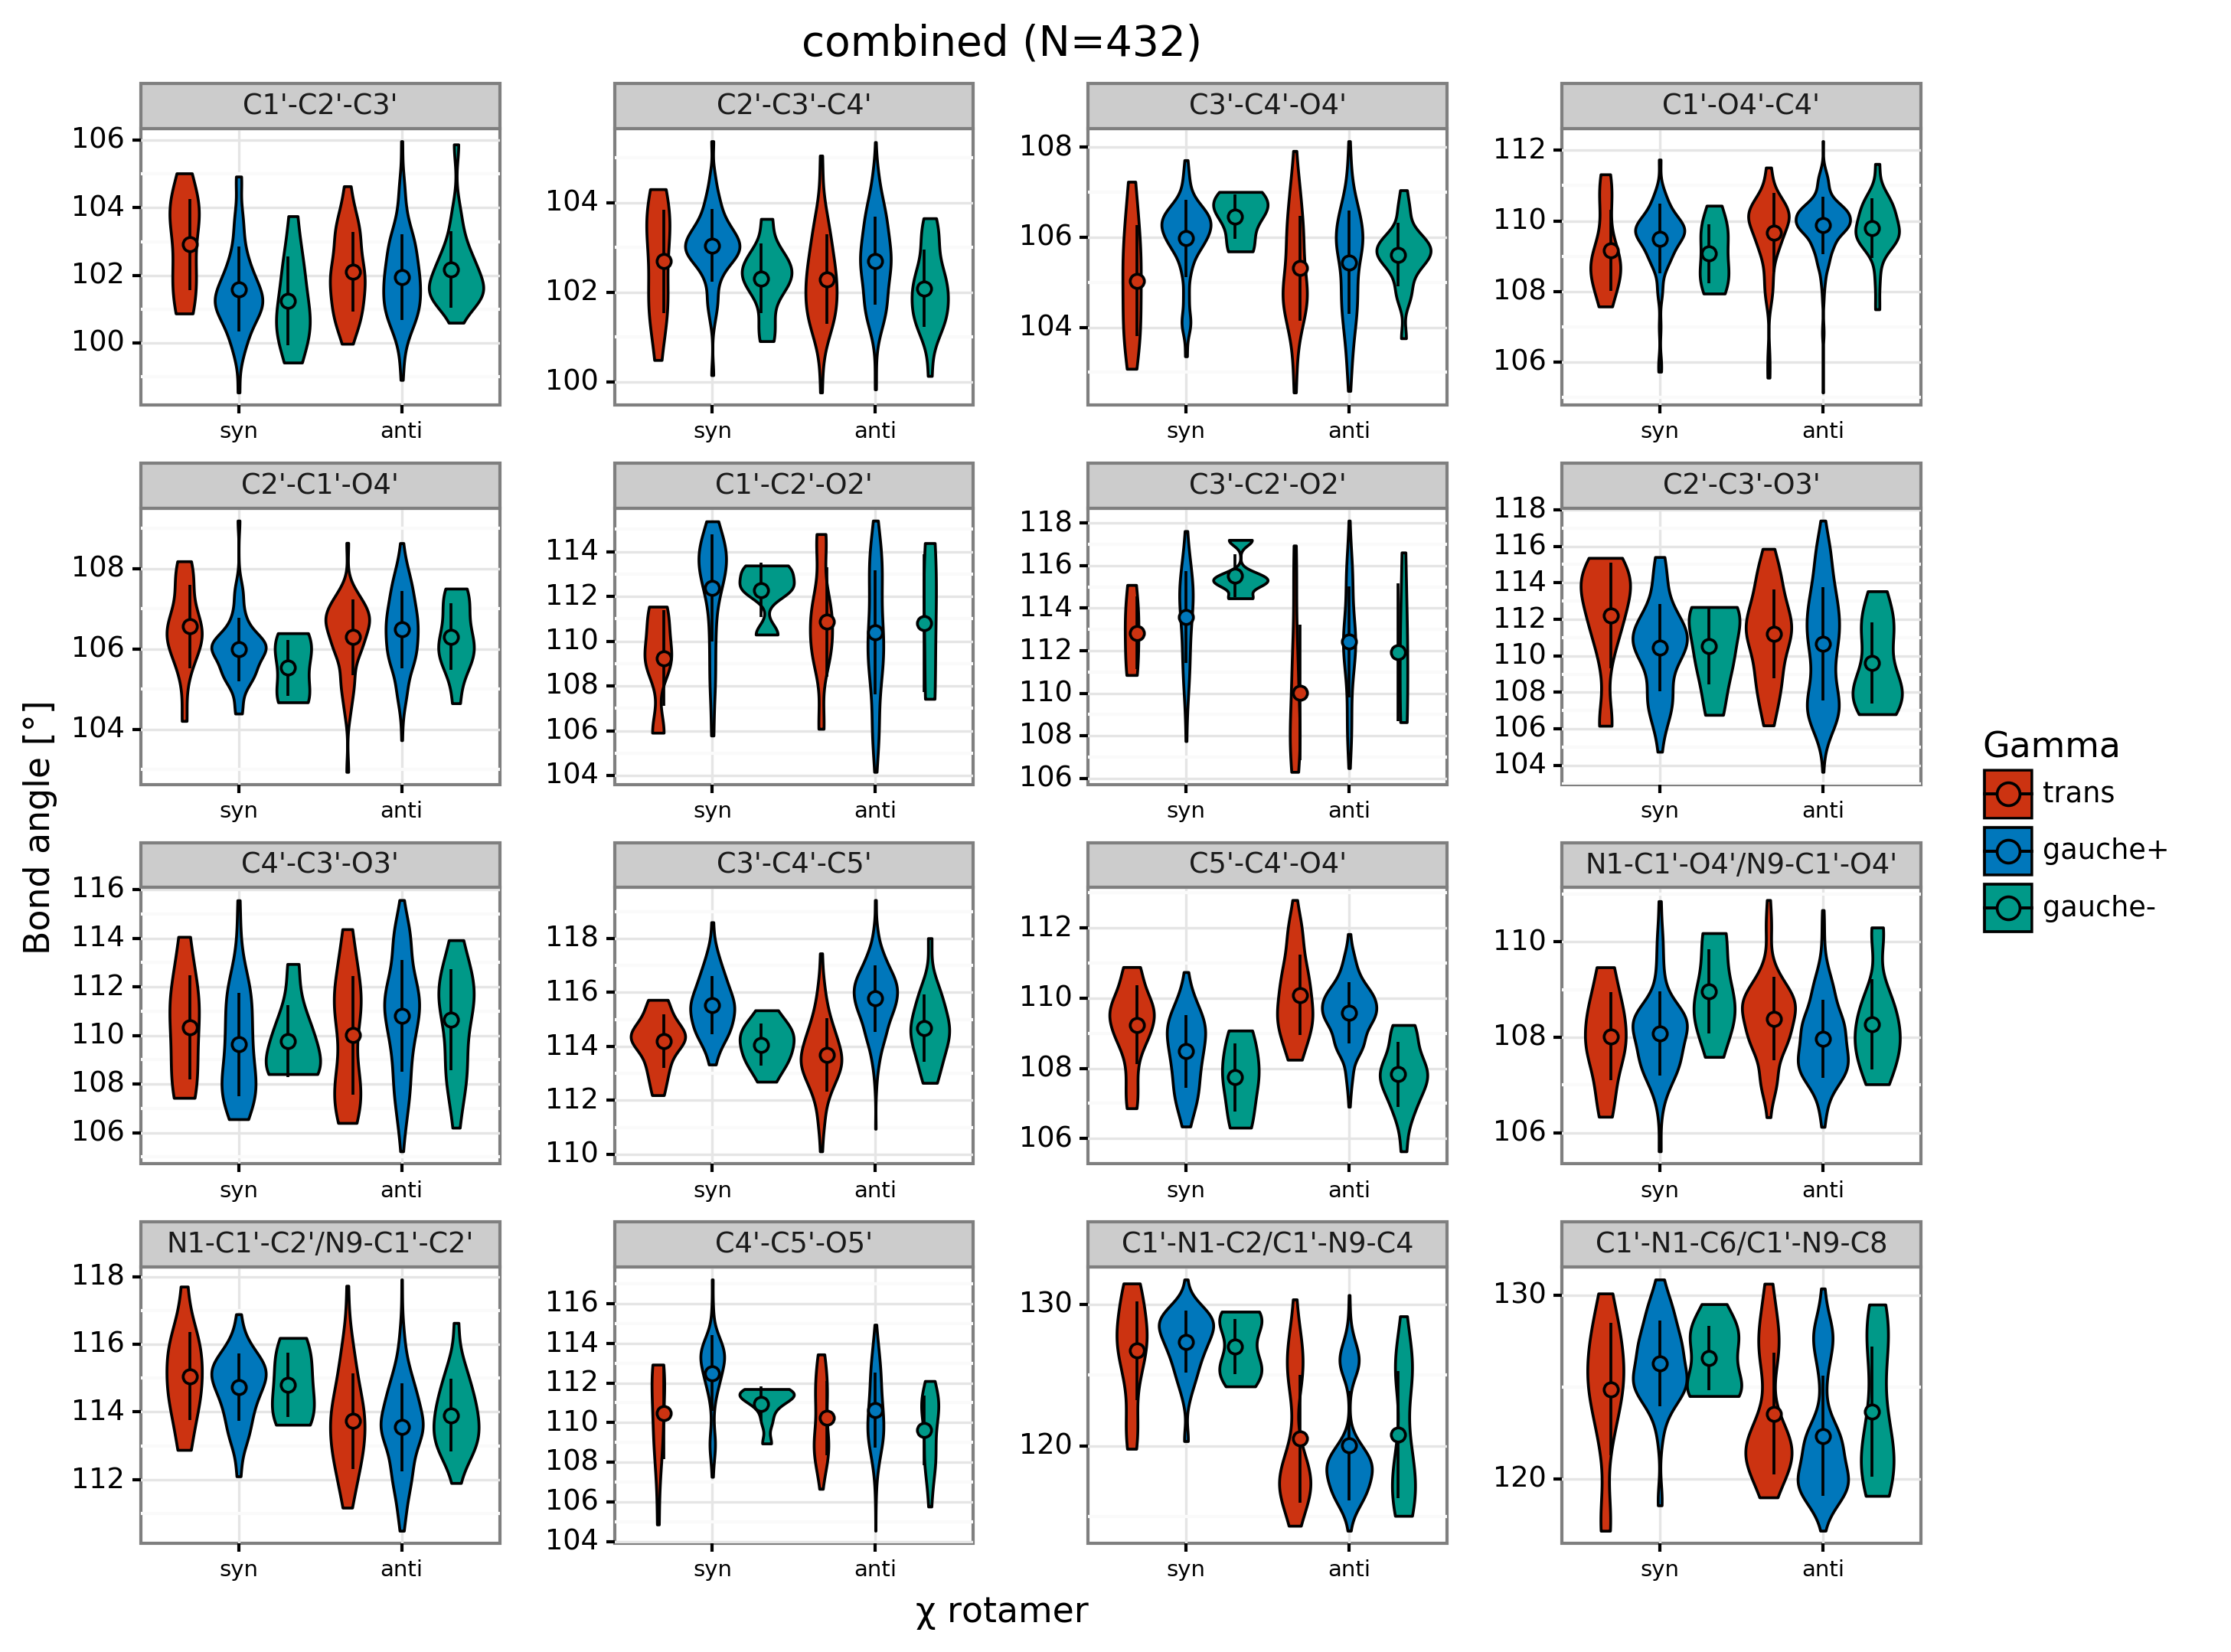 combined (N=432)
C1'-C2'-C3'
C2'-C3'-C4'
C3'-C4'-O4'
C1'-O4'-C4'
106
104
102
100
104
102
100
108
106
104
112
110
108
106
syn anti
syn anti
syn anti
syn anti
C2'-C1'-O4'
C1'-C2'-O2'
C3'-C2'-O2'
C2'-C3'-O3'
108
106
104
114
112
110
108
106
104
118
116
114
112
110
108
106
118
116
114
112
110
108
106
104
syn anti
syn anti
syn anti
syn anti
C4'-C3'-O3'
C3'-C4'-C5'
C5'-C4'-O4'
N1-C1'-O4'/N9-C1'-O4'
116
114
112
110
108
106
118
116
114
112
110
112
110
108
106
110
108
106
syn anti
syn anti
syn anti
syn anti
N1-C1'-C2'/N9-C1'-C2'
C4'-C5'-O5'
C1'-N1-C2/C1'-N9-C4
C1'-N1-C6/C1'-N9-C8
118
116
114
112
116
114
112
110
108
106
104
130
120
130
120
syn anti
syn anti
syn anti
syn anti
χ rotamer
Bond angle [°]
Gamma
trans
gauche+
gauche-